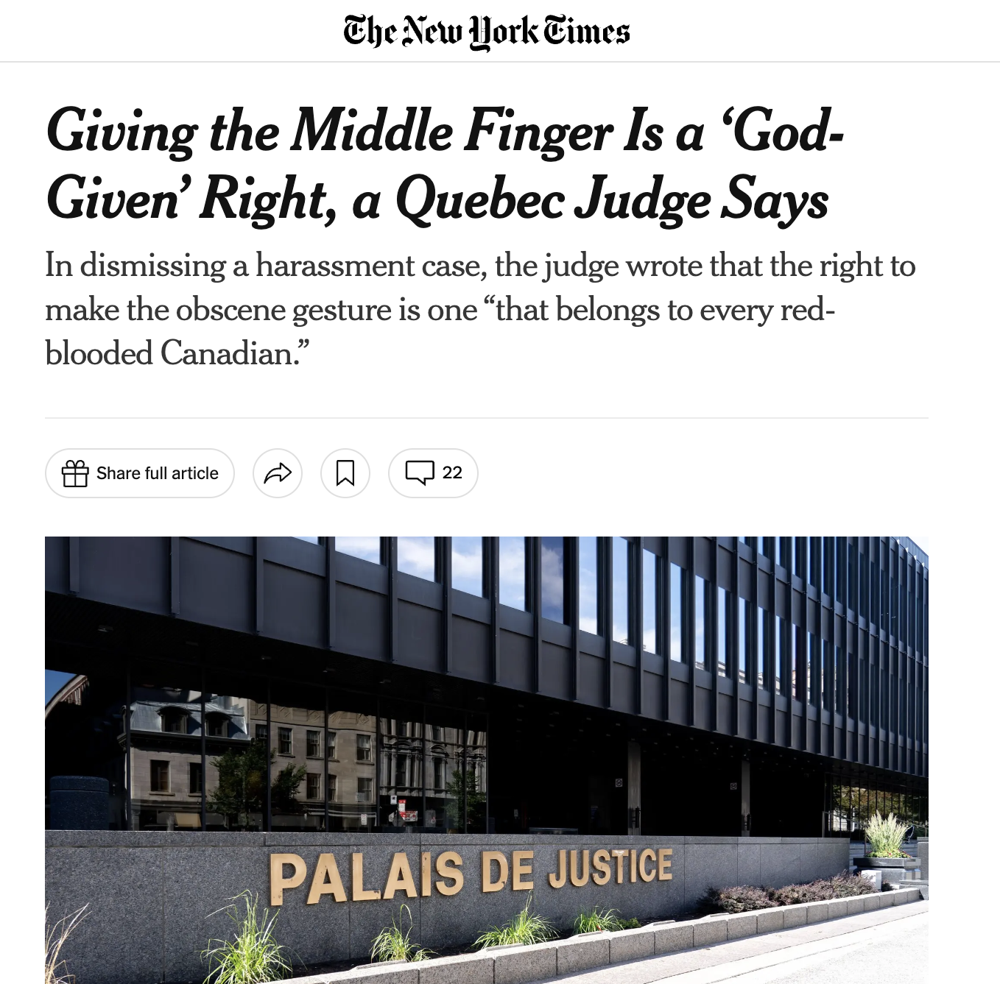 The New York Times
Giving the Middle Finger Is a ‘God-
Given’ Right, a Quebec Judge Says
In dismissing a harassment case, the judge wrote that the right to
make the obscene gesture is one “that belongs to every red-
blooded Canadian.”
Share full article
22
PALAIS DE JUSTICE